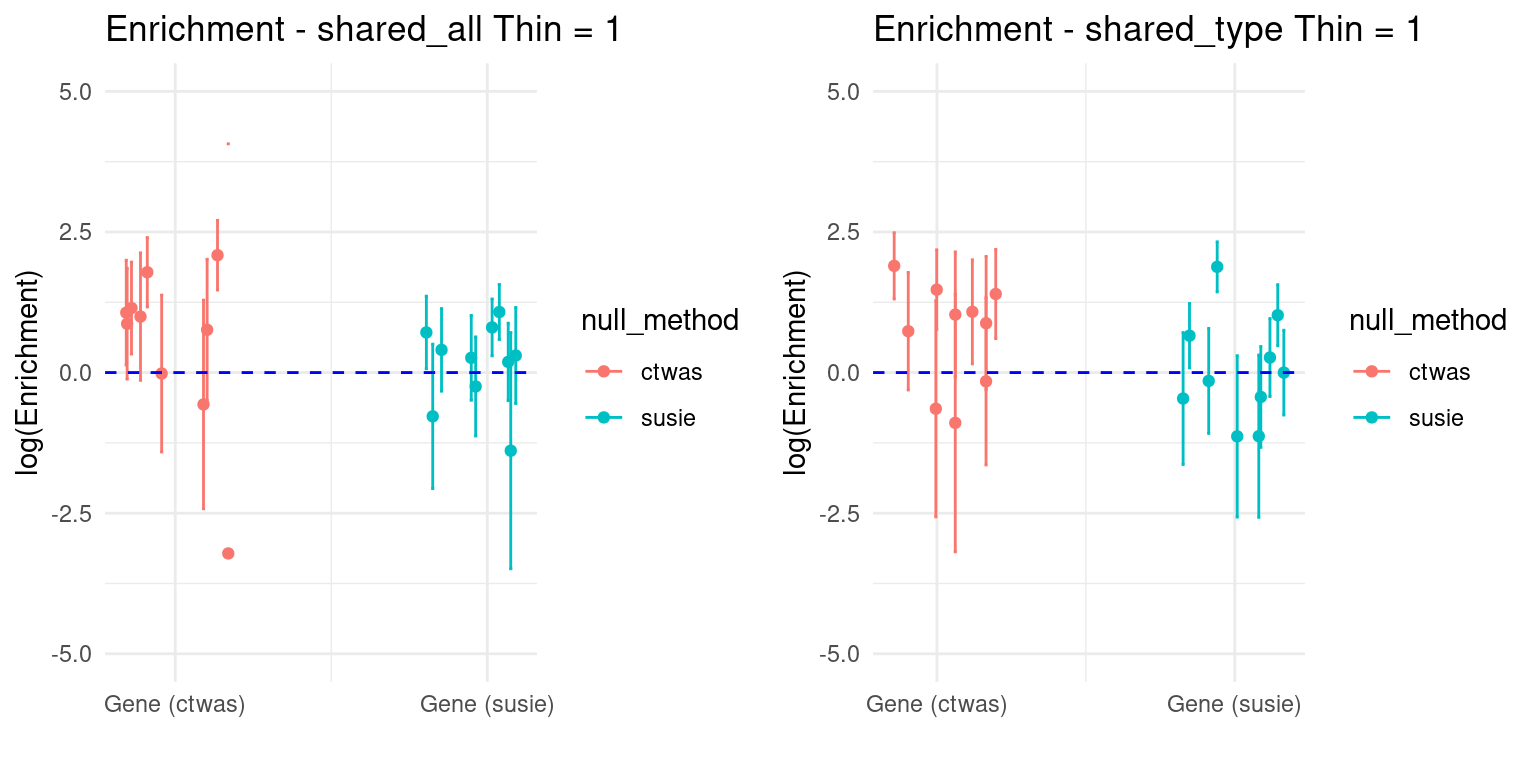 Enrichment - shared_all Thin = 1
log(Enrichment)
5.0
2.5
0.0
-2.5
-5.0
Gene (ctwas)
Gene (susie)
null_method
ctwas
susie
Enrichment - shared_type Thin = 1
log(Enrichment)
5.0
2.5
0.0
-2.5
-5.0
Gene (ctwas)
Gene (susie)
null_method
ctwas
susie